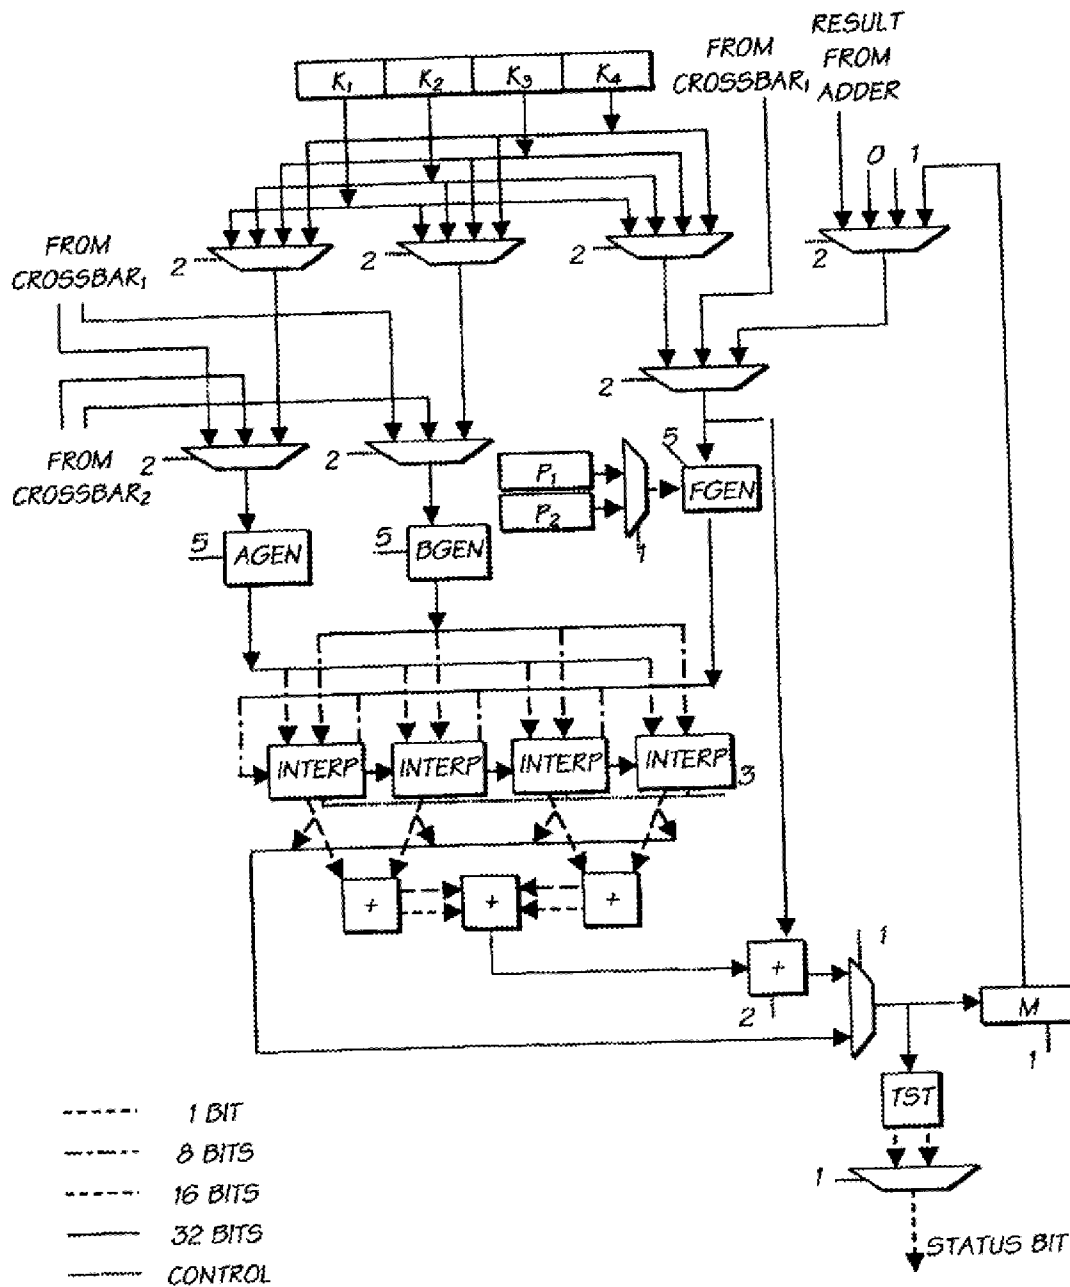 RESULT
FROM
ADDER
FROM
CROSSBAR₁
K₁ K₂ K₃ K₄
0 1
FROM
CROSSBAR₁
2 2 2 2
2
FROM
CROSSBAR₂
2 2
P₁
P₂
5
FGEN
1
5 AGEN
5 BGEN
INTERP INTERP INTERP INTERP 3
+ + +
+
2
1
M
1
TST
1
STATUS BIT
1 BIT
8 BITS
16 BITS
32 BITS
CONTROL